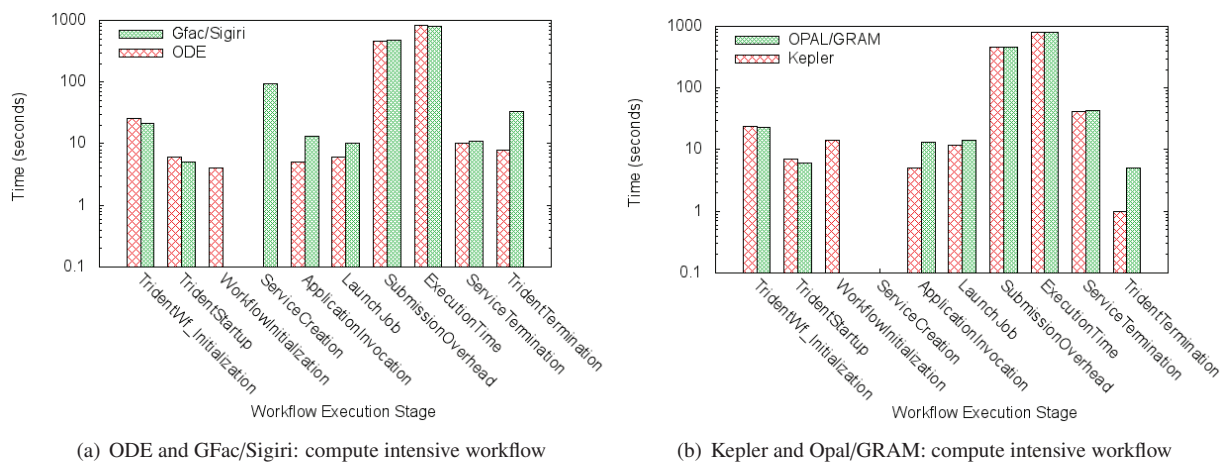 1000
100
10
1
0.1
Time (seconds)
Gfac/Sigiri
ODE
TridentWf_Initialization
TridentStartup
WorkflowInitialization
ServiceCreation
ApplicationInvocation
LaunchJob
SubmissionOverhead
ExecutionTime
ServiceTermination
TridentTermination
Workflow Execution Stage
(a) ODE and GFac/Sigiri: compute intensive workflow
1000
100
10
1
0.1
Time (seconds)
OPAL/GRAM
Kepler
TridentWf_Initialization
TridentStartup
WorkflowInitialization
ServiceCreation
ApplicationInvocation
LaunchJob
SubmissionOverhead
ExecutionTime
ServiceTermination
TridentTermination
Workflow Execution Stage
(b) Kepler and Opal/GRAM: compute intensive workflow